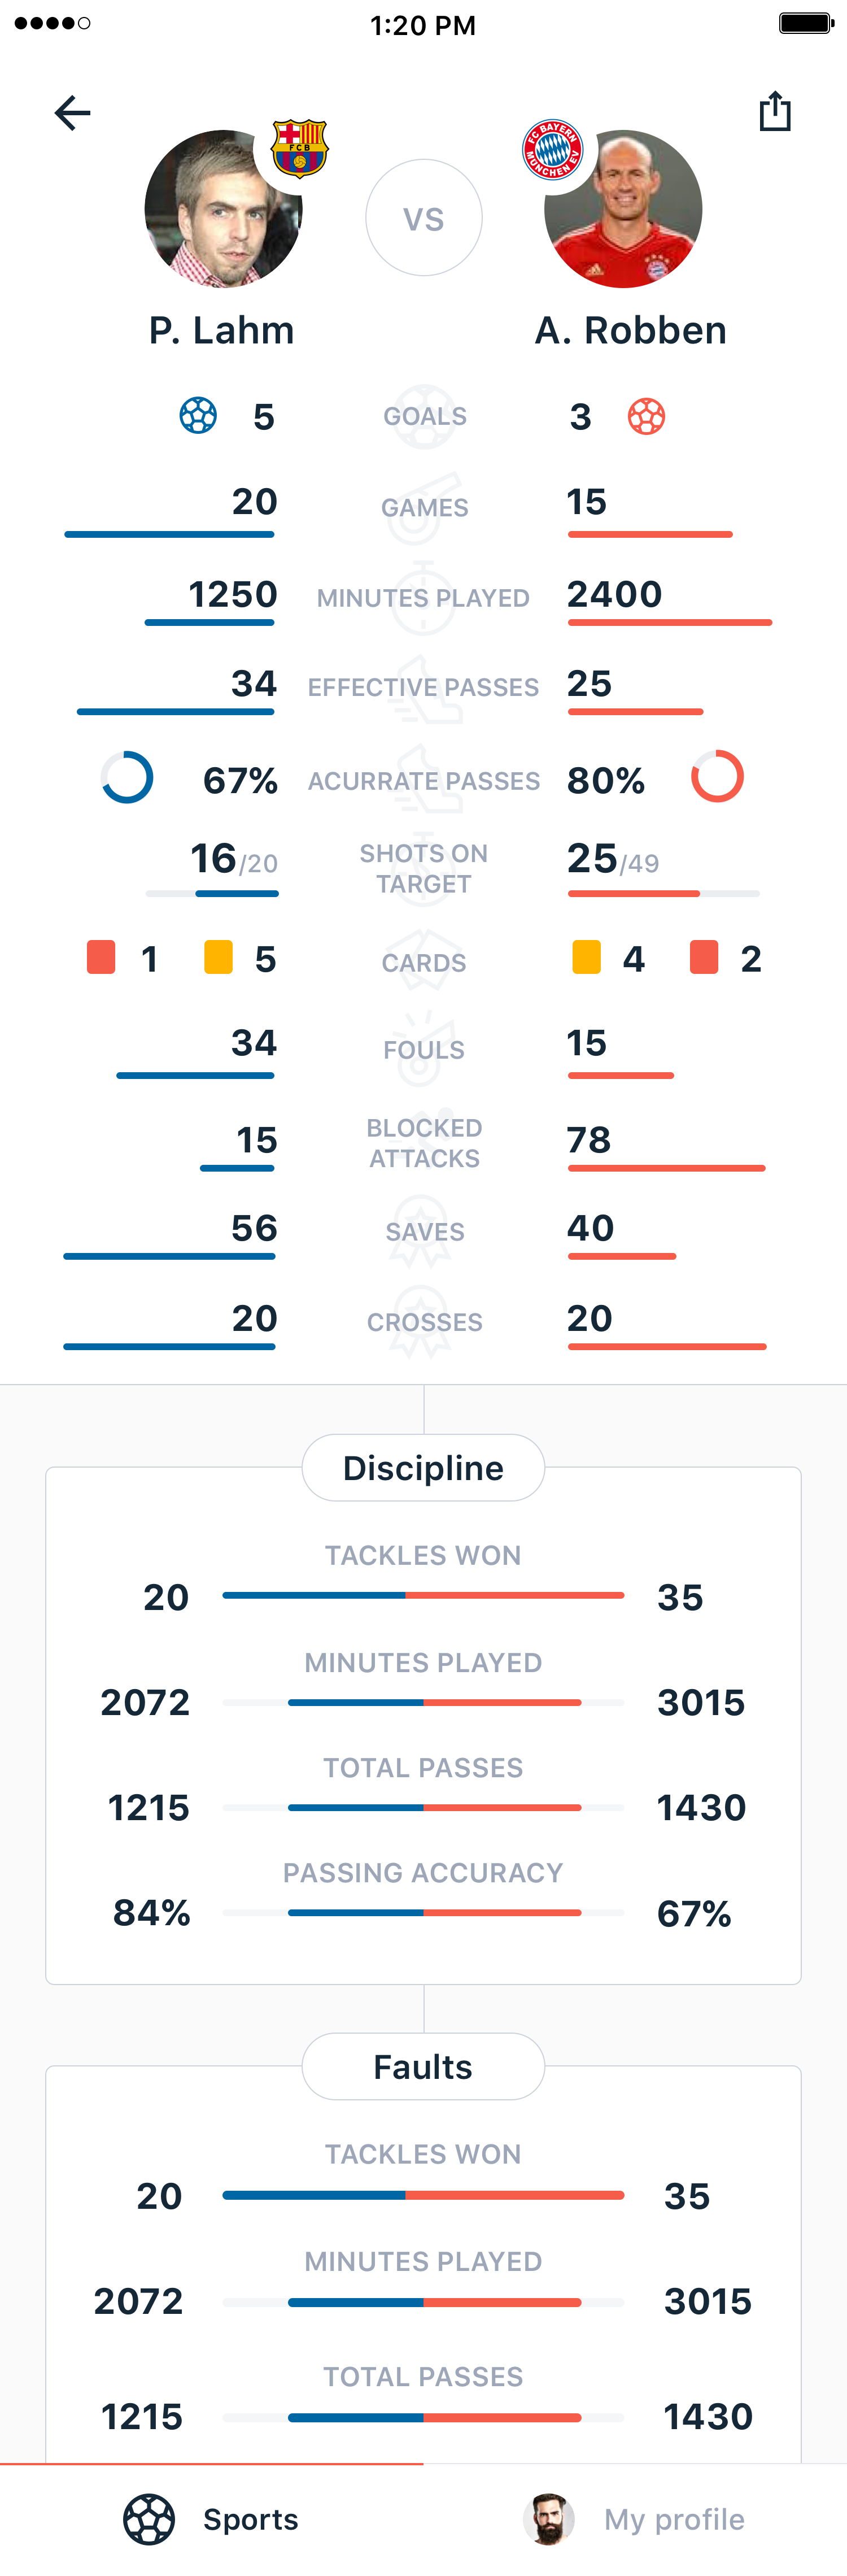 1:20 PM
FCB
FC BAYERN
MÜNCHEN EV
VS
P. Lahm
A. Robben
5 GOALS 3
20 GAMES 15
1250 MINUTES PLAYED 2400
34 EFFECTIVE PASSES 25
67% ACURRATE PASSES 80%
16/20 SHOTS ON TARGET 25/49
1 5 CARDS 4 2
34 FOULS 15
15 BLOCKED ATTACKS 78
56 SAVES 40
20 CROSSES 20
Discipline
TACKLES WON
20 35
MINUTES PLAYED
2072 3015
TOTAL PASSES
1215 1430
PASSING ACCURACY
84% 67%
Faults
TACKLES WON
20 35
MINUTES PLAYED
2072 3015
TOTAL PASSES
1215 1430
Sports
My profile